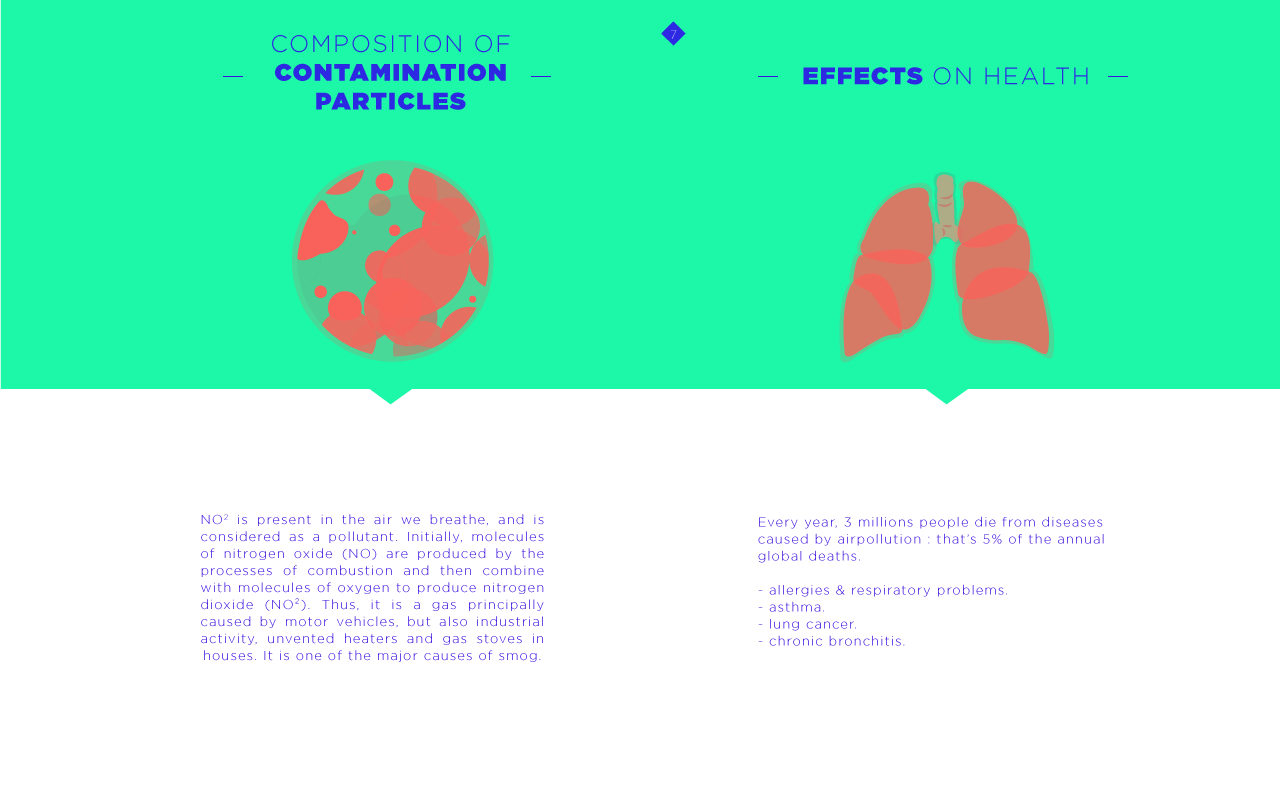 7
COMPOSITION OF
CONTAMINATION
PARTICLES
EFFECTS ON HEALTH
NO² is present in the air we breathe, and is
considered as a pollutant. Initially, molecules
of nitrogen oxide (NO) are produced by the
processes of combustion and then combine
with molecules of oxygen to produce nitrogen
dioxide (NO²). Thus, it is a gas principally
caused by motor vehicles, but also industrial
activity, unvented heaters and gas stoves in
houses. It is one of the major causes of smog.
Every year, 3 millions people die from diseases
caused by airpollution : that’s 5% of the annual
global deaths.
- allergies & respiratory problems.
- asthma.
- lung cancer.
- chronic bronchitis.